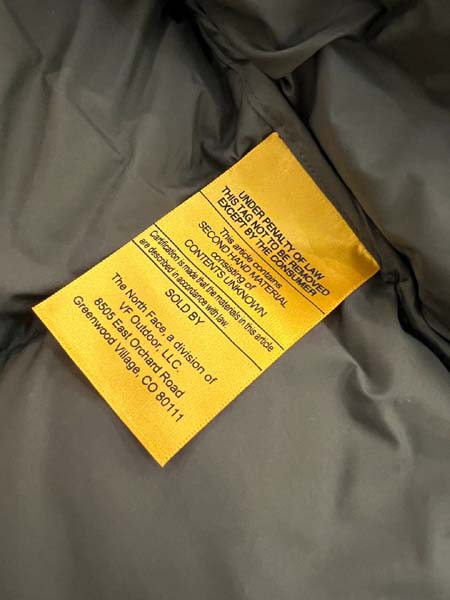 UNDER PENALTY OF LAW
THIS TAG NOT TO BE REMOVED
EXCEPT BY THE CONSUMER
This article contains
SECOND HAND MATERIAL
consisting of
CONTENTS UNKNOWN
Certification is made that the materials in this article
are described in accordance with law.
SOLD BY
The North Face, a division of
VF Outdoor, LLC.
8505 East Orchard Road
Greenwood Village, CO 80111